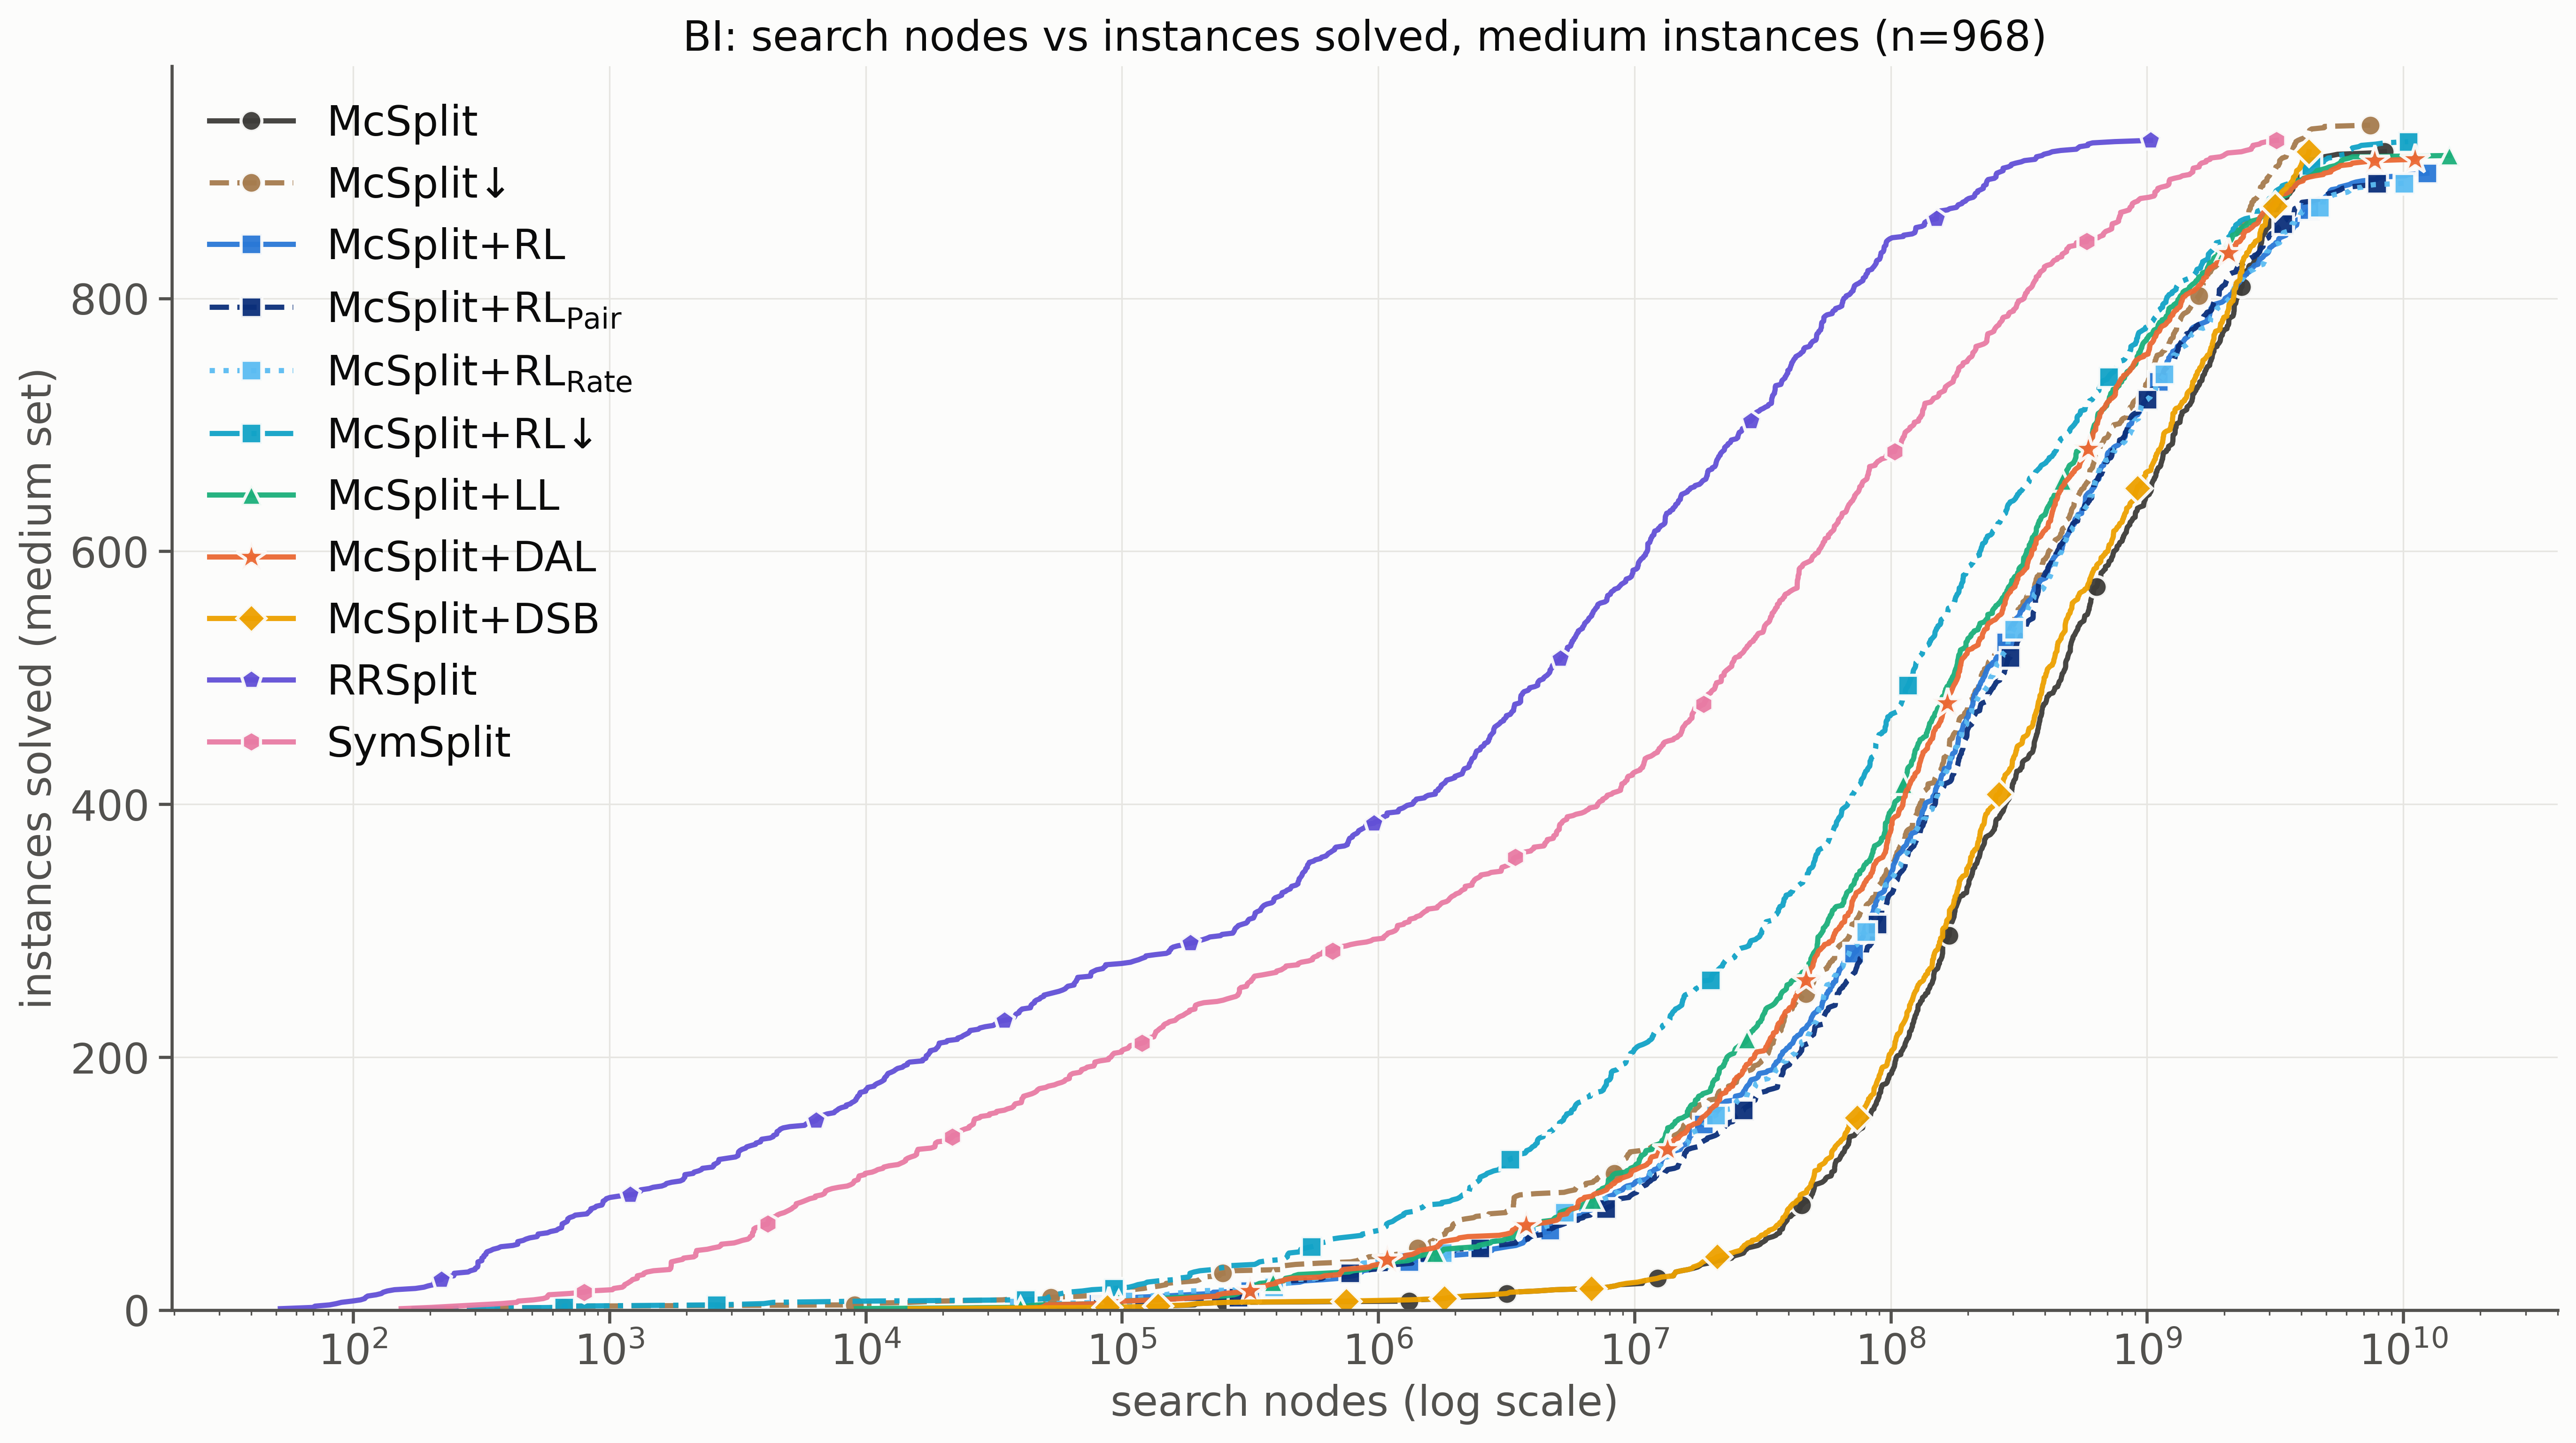 BI: search nodes vs instances solved, medium instances (n=968)
McSplit
McSplit↓
McSplit+RL
McSplit+RL_Pair
McSplit+RL_Rate
McSplit+RL↓
McSplit+LL
McSplit+DAL
McSplit+DSB
RRSplit
SymSplit
instances solved (medium set)
800
600
400
200
0
10^2 10^3 10^4 10^5 10^6 10^7 10^8 10^9 10^10
search nodes (log scale)